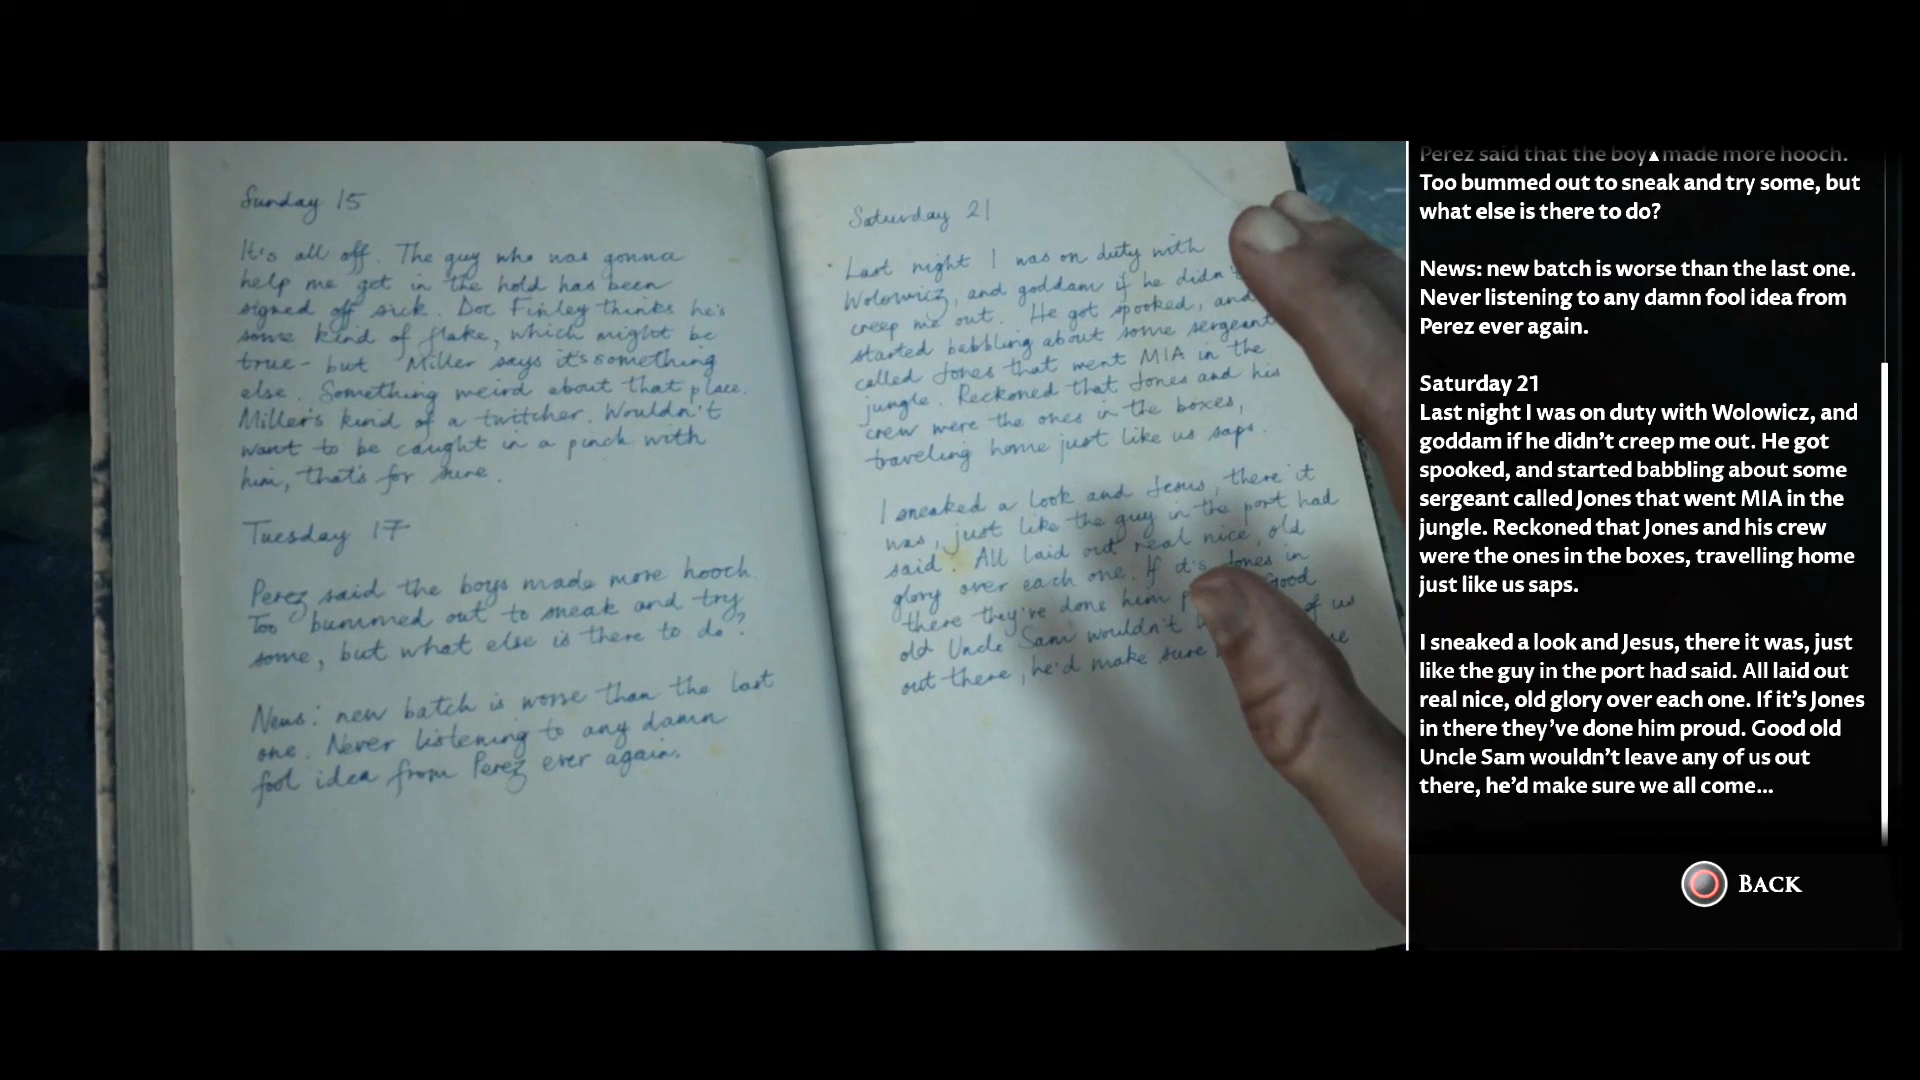 Sunday 15
It's all off. The guy who was gonna
help me get in the hold has been
signed off sick. Doc Finley thinks he's
some kind of flake, which might be
true - but Miller says it's something
else. Something weird about that place.
Miller's kind of a twitcher. Wouldn't
want to be caught in a pinch with
him, that's for sure.
Tuesday 17
Perez said the boys made more hooch.
Too bummed out to sneak and try
some, but what else is there to do?
News: new batch is worse than the last
one. Never listening to any damn
fool idea from Perez ever again.
Saturday 21
Last night I was on duty with
Wolowicz, and goddam if he didn't
creep me out. He got spooked, and
started babbling about some sergeant
called Jones that went MIA in the
jungle. Reckoned that Jones and his
crew were the ones in the boxes,
traveling home just like us saps.
I sneaked a look and Jesus, there it
was, just like the guy in the port had
said. All laid out real nice, old
glory over each one. If it's Jones in
there they've done him p Good
old Uncle Sam wouldn't of us
out there, he'd make sure
Perez said that the boys made more hooch.
Too bummed out to sneak and try some, but
what else is there to do?
News: new batch is worse than the last one.
Never listening to any damn fool idea from
Perez ever again.
Saturday 21
Last night I was on duty with Wolowicz, and
goddam if he didn't creep me out. He got
spooked, and started babbling about some
sergeant called Jones that went MIA in the
jungle. Reckoned that Jones and his crew
were the ones in the boxes, travelling home
just like us saps.
I sneaked a look and Jesus, there it was, just
like the guy in the port had said. All laid out
real nice, old glory over each one. If it's Jones
in there they've done him proud. Good old
Uncle Sam wouldn't leave any of us out
there, he'd make sure we all come...
BACK